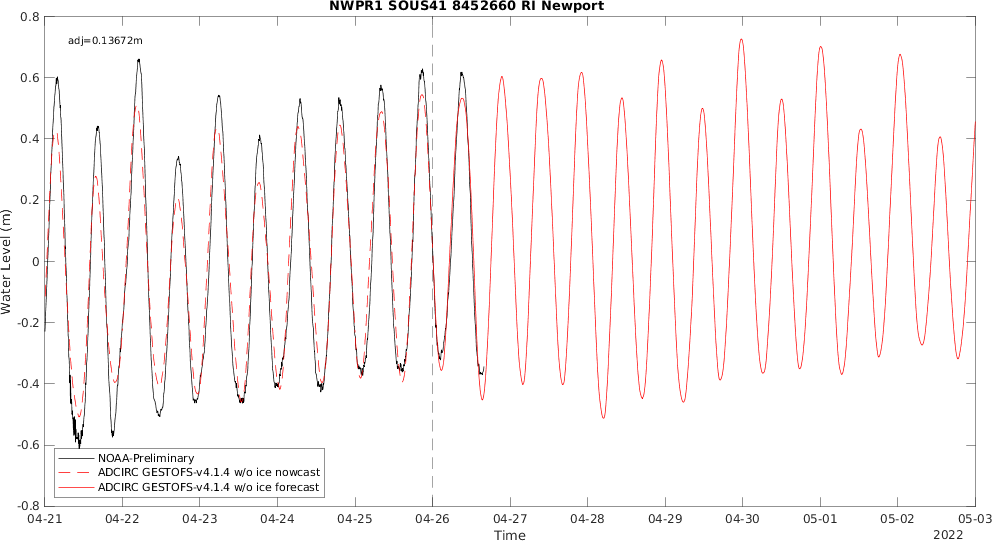 NWPR1 SOUS41 8452660 RI Newport
adj=0.13672m
0.8
0.6
0.4
0.2
0
-0.2
-0.4
-0.6
-0.8
Water Level (m)
NOAA-Preliminary
ADCIRC GESTOFS-v4.1.4 w/o ice nowcast
ADCIRC GESTOFS-v4.1.4 w/o ice forecast
04-21 04-22 04-23 04-24 04-25 04-26 04-27 04-28 04-29 04-30 05-01 05-02 05-03
Time
2022